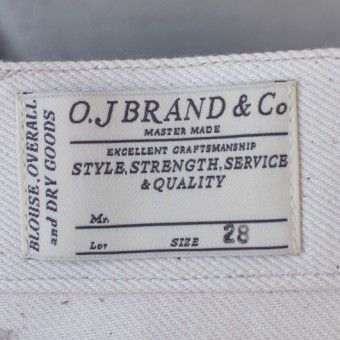 BLOUSE, OVERALL
and DRY GOODS
O.J BRAND & Co
MASTER MADE
EXCELLENT CRAFTSMANSHIP
STYLE, STRENGTH, SERVICE
& QUALITY
Mr.
Lot SIZE 28